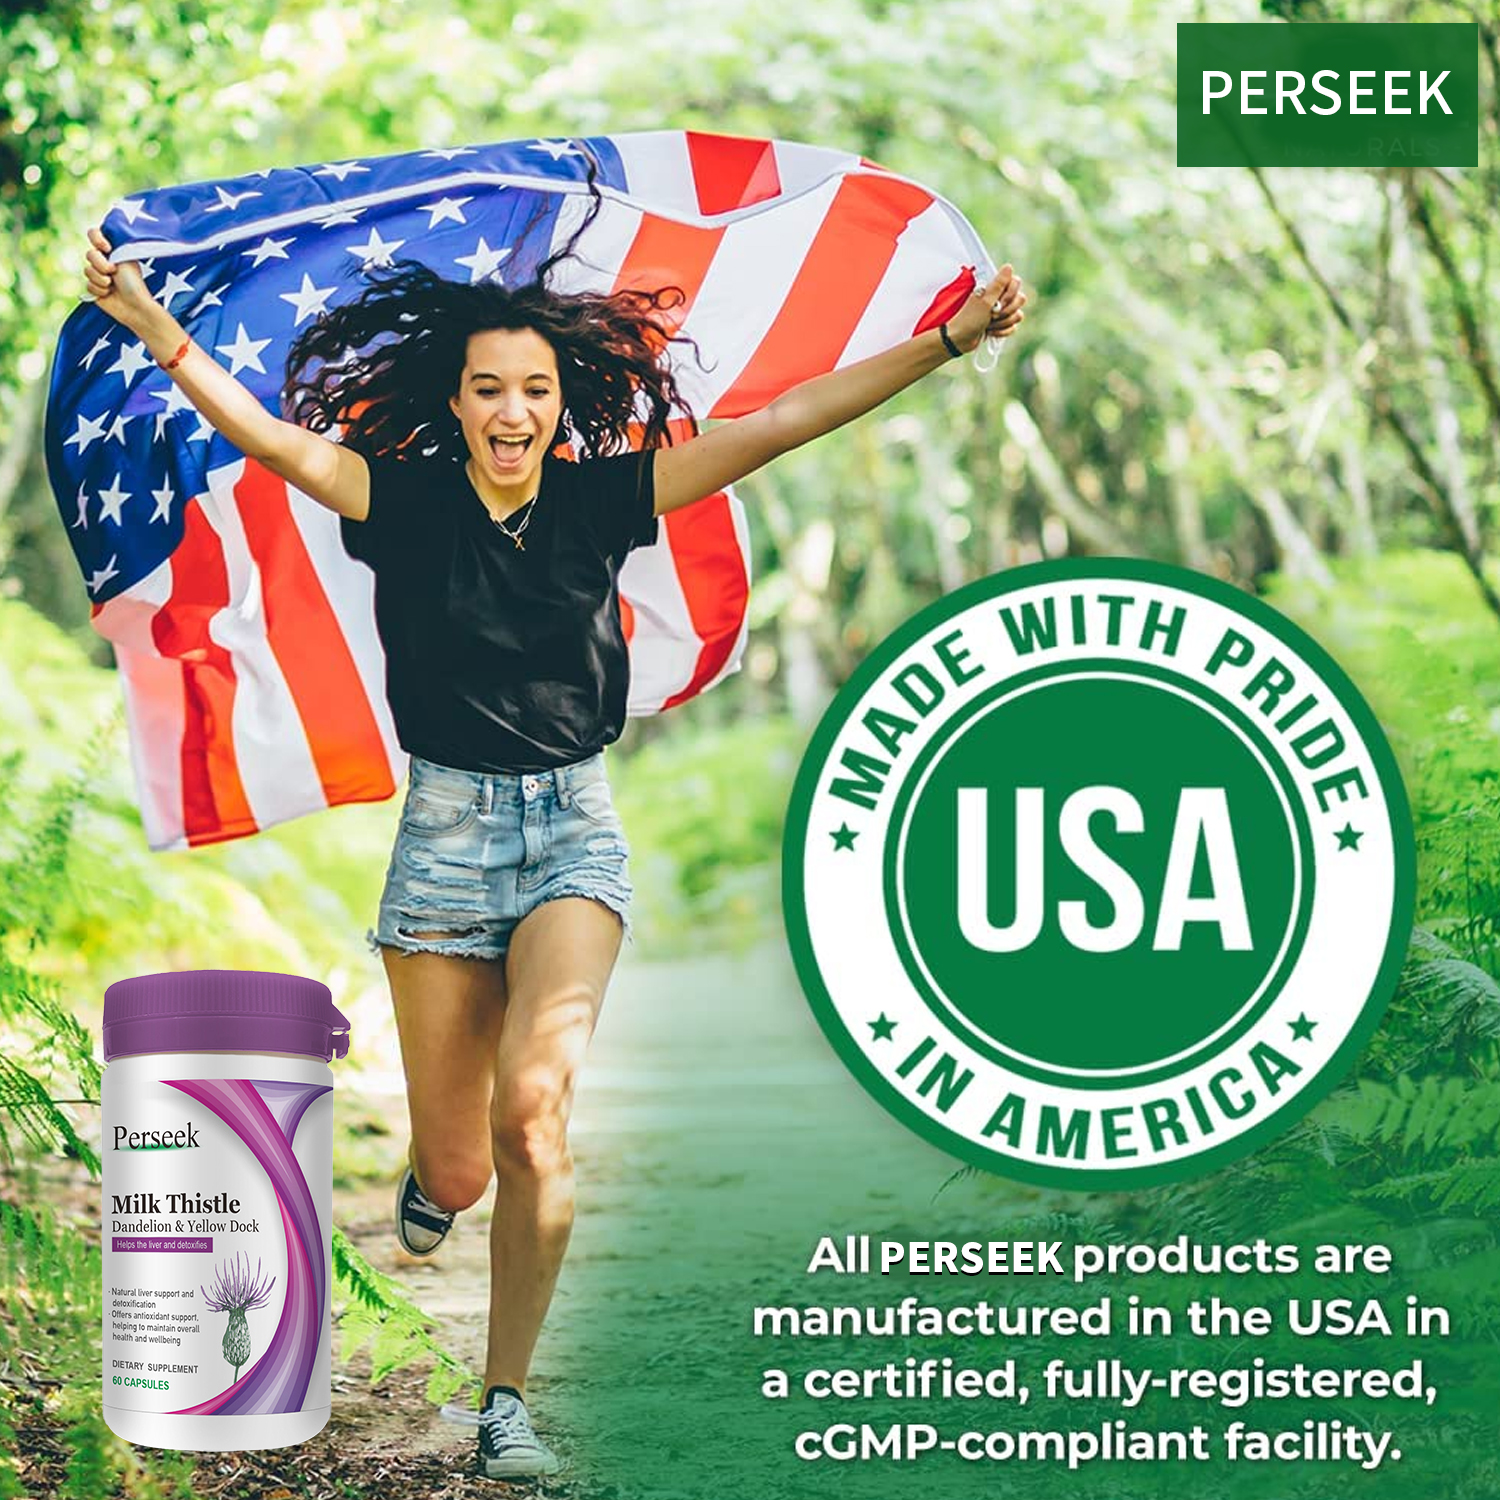 PERSEEK
MADE WITH PRIDE
USA
IN AMERICA
Perseek
Milk Thistle
Dandelion & Yellow Dock
Helps the liver and detoxifies
· Natural liver support and
detoxification
· Offers antioxidant support,
helping to maintain overall
health and wellbeing
DIETARY SUPPLEMENT
60 CAPSULES
All PERSEEK products are
manufactured in the USA in
a certified, fully-registered,
cGMP-compliant facility.